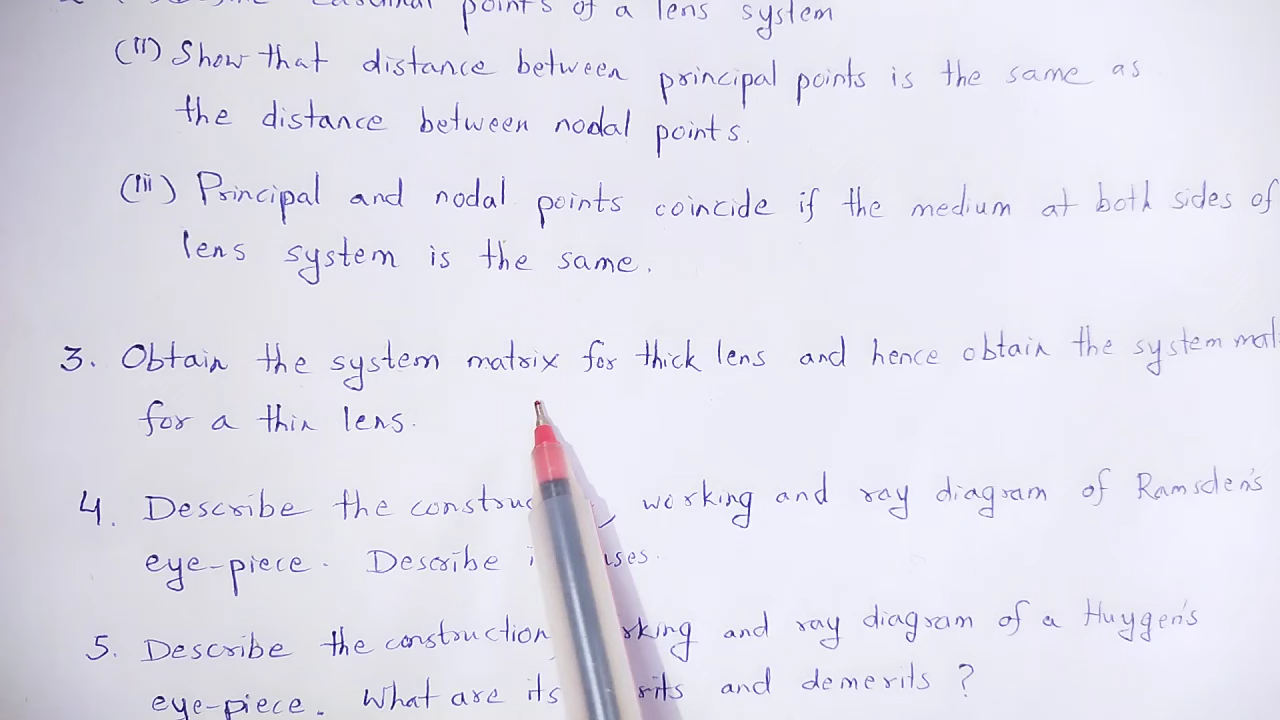 points of a lens system
(ii) Show that distance between principal points is the same as
the distance between nodal points.
(iii) Principal and nodal points coincide if the medium at both sides of
lens system is the same.
3. Obtain the system matrix for thick lens and hence obtain the system mat
for a thin lens.
4. Describe the construc, working and ray diagram of Ramsden's
eye-piece. Describe uses.
5. Describe the construction, rking and ray diagram of a Huygen's
eye-piece. What are its rits and demerits ?